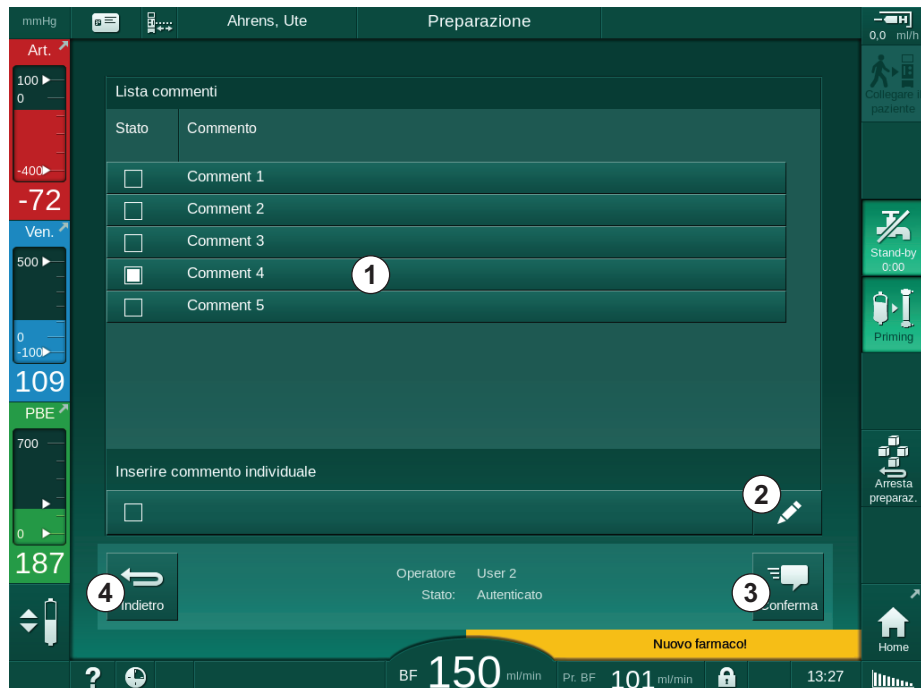 mmHg
Ahrens, Ute
Preparazione
0,0 ml/h
Art.
100
0
-400
-72
Ven.
500
0
-100
109
PBE
700
0
187
Lista commenti
Stato Commento
Comment 1
Comment 2
Comment 3
Comment 4
1
Comment 5
Inserire commento individuale
2
4
Indietro
Operatore User 2
Stato: Autenticato
3
Conferma
Collegare il
paziente
Stand-by
0:00
Priming
Arresta
preparaz.
Home
Nuovo farmaco!
?
BF 150 ml/min
Pr. BF 101 ml/min
13:27